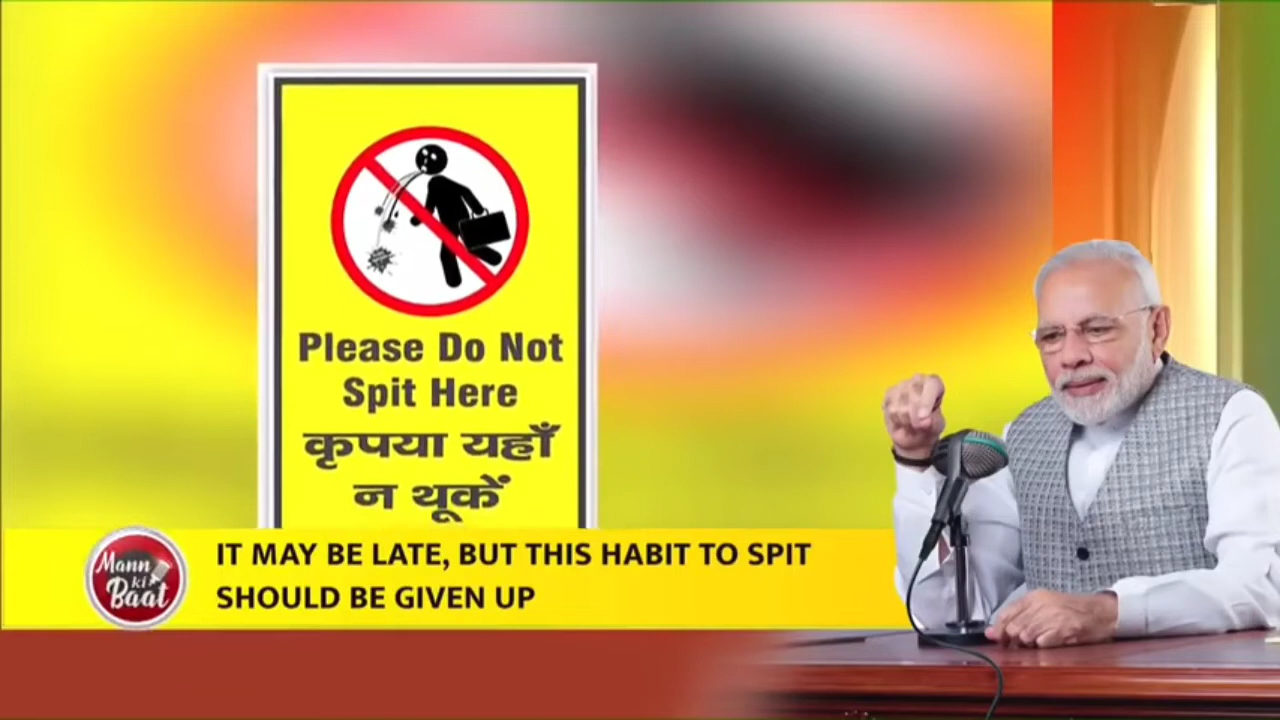 Please Do Not
Spit Here
कृपया यहाँ
न थूकें
Mann
ki
Baat
IT MAY BE LATE, BUT THIS HABIT TO SPIT
SHOULD BE GIVEN UP